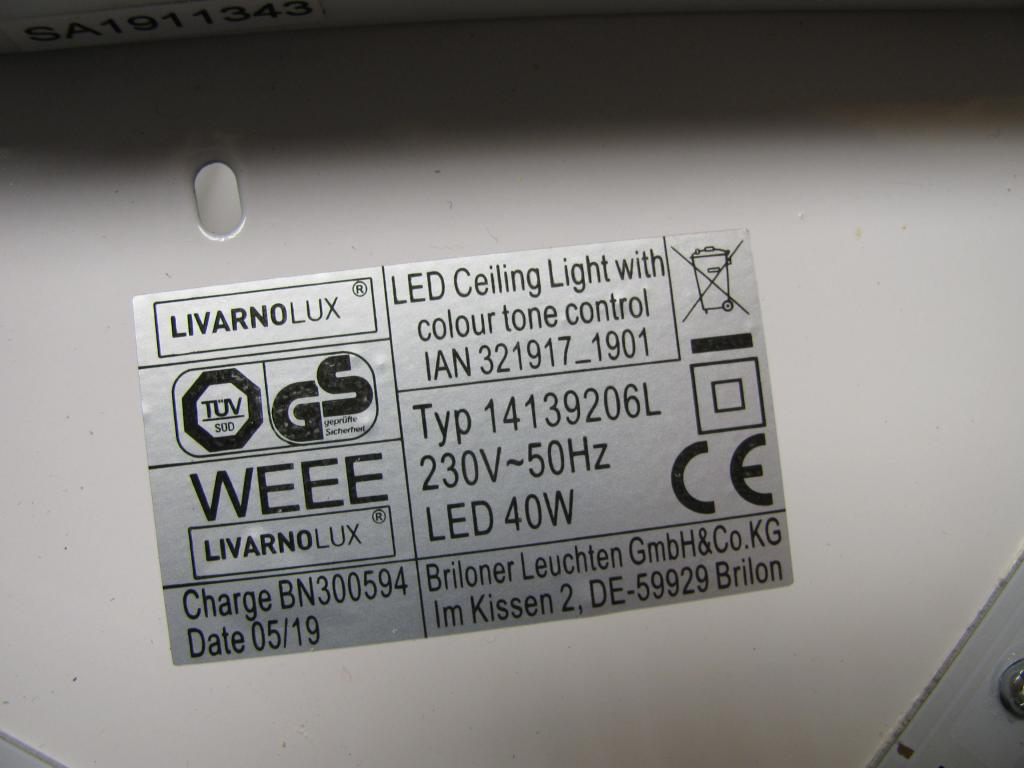 SA1911343
LIVARNOLUX®
LED Ceiling Light with
colour tone control
IAN 321917_1901
TÜV
SÜD
GS
geprüfte
Sicherheit
Typ 14139206L
230V~50Hz
LED 40W
CE
WEEE
LIVARNOLUX®
Charge BN300594
Date 05/19
Briloner Leuchten GmbH&Co.KG
Im Kissen 2, DE-59929 Brilon